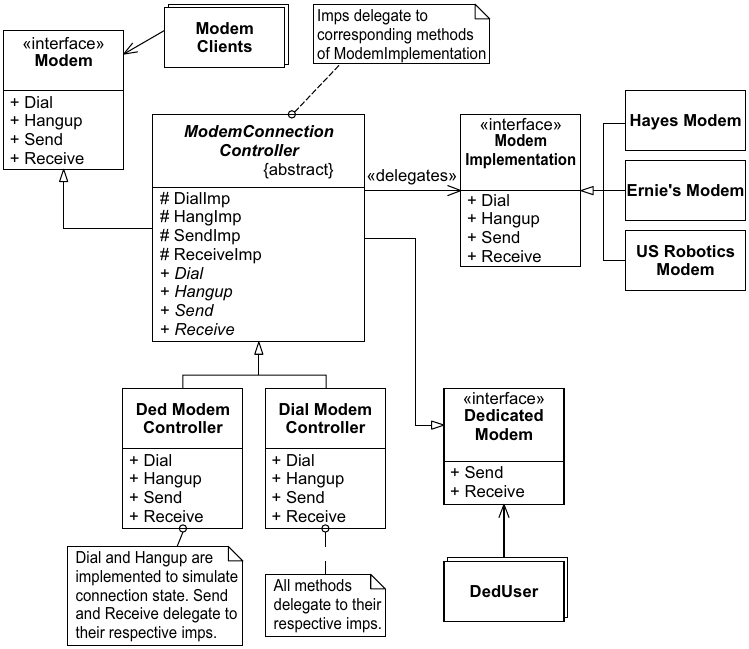 «interface»
Modem
+ Dial
+ Hangup
+ Send
+ Receive
Modem
Clients
Imps delegate to
corresponding methods
of ModemImplementation
ModemConnection
Controller
{abstract}
# DialImp
# HangImp
# SendImp
# ReceiveImp
+ Dial
+ Hangup
+ Send
+ Receive
«delegates»
«interface»
Modem
Implementation
+ Dial
+ Hangup
+ Send
+ Receive
Hayes Modem
Ernie's Modem
US Robotics
Modem
Ded Modem
Controller
+ Dial
+ Hangup
+ Send
+ Receive
Dial Modem
Controller
+ Dial
+ Hangup
+ Send
+ Receive
«interface»
Dedicated
Modem
+ Send
+ Receive
Dial and Hangup are
implemented to simulate
connection state. Send
and Receive delegate to
their respective imps.
All methods
delegate to their
respective imps.
DedUser